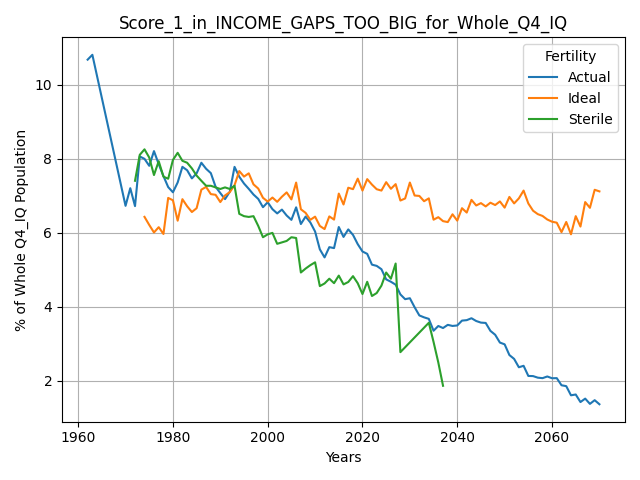 Score_1_in_INCOME_GAPS_TOO_BIG_for_Whole_Q4_IQ
Fertility
Actual
Ideal
Sterile
% of Whole Q4_IQ Population
10
8
6
4
2
1960
1980
2000
2020
2040
2060
Years